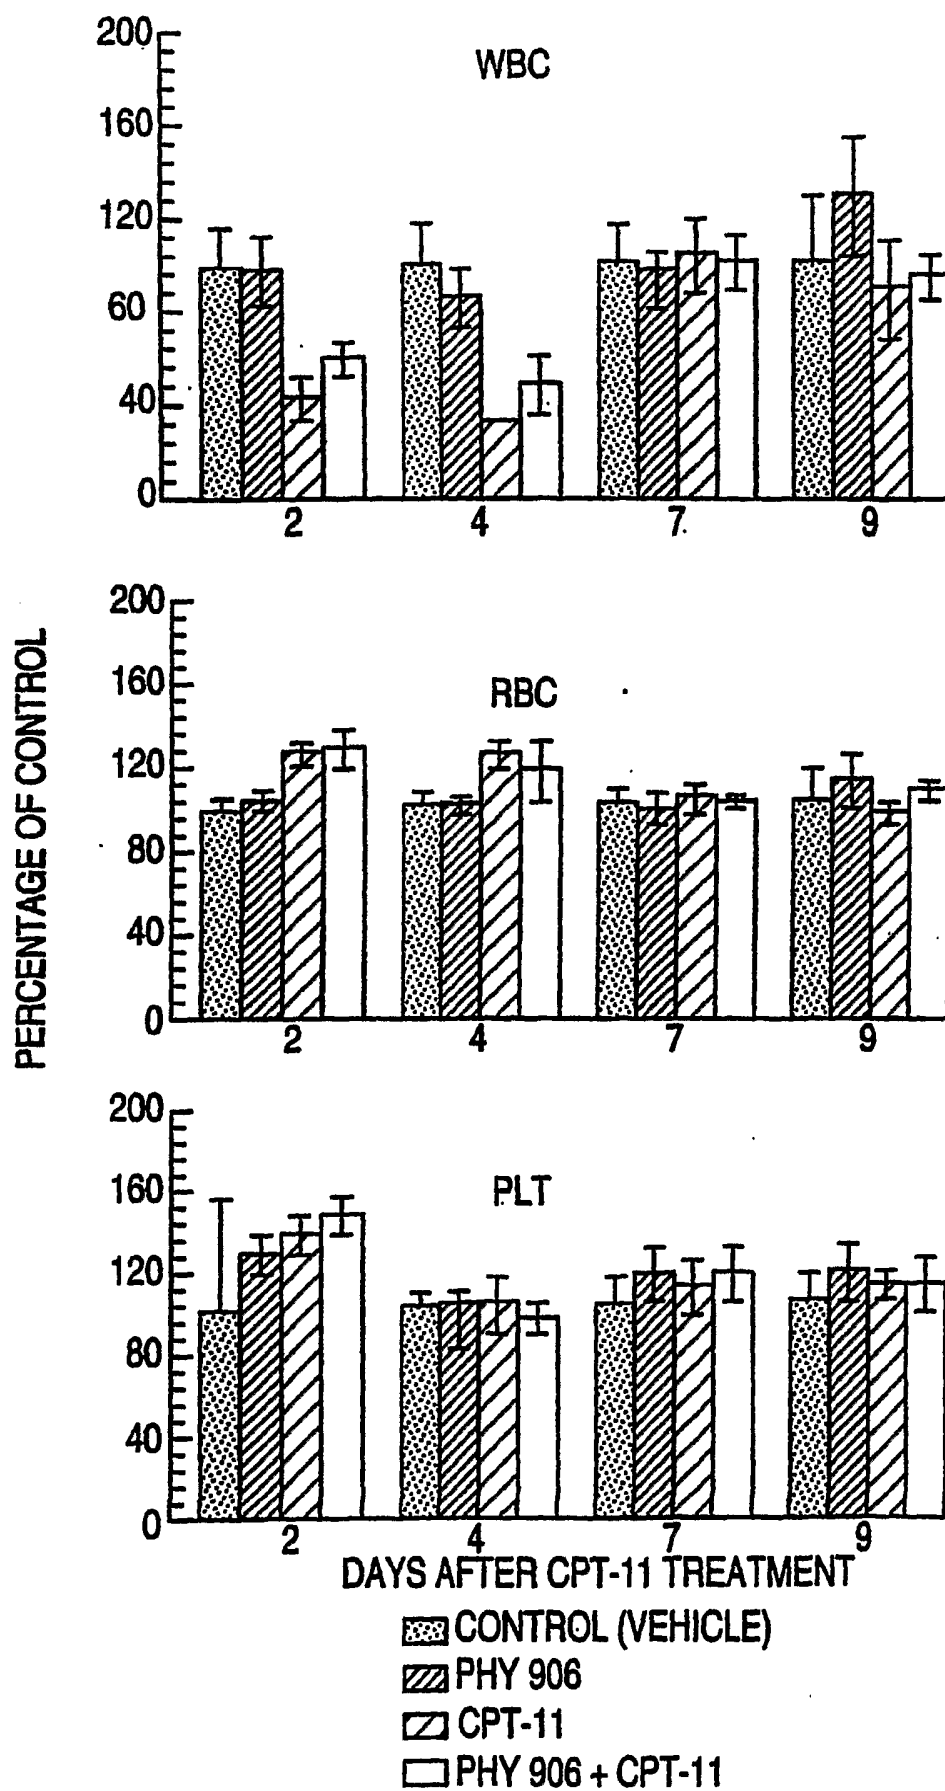 WBC
200
160
120
60
40
0
2 4 7 9
PERCENTAGE OF CONTROL
RBC
200
160
120
80
40
0
2 4 7 9
PLT
200
160
120
80
40
0
2 4 7 9
DAYS AFTER CPT-11 TREATMENT
CONTROL (VEHICLE)
PHY 906
CPT-11
PHY 906 + CPT-11